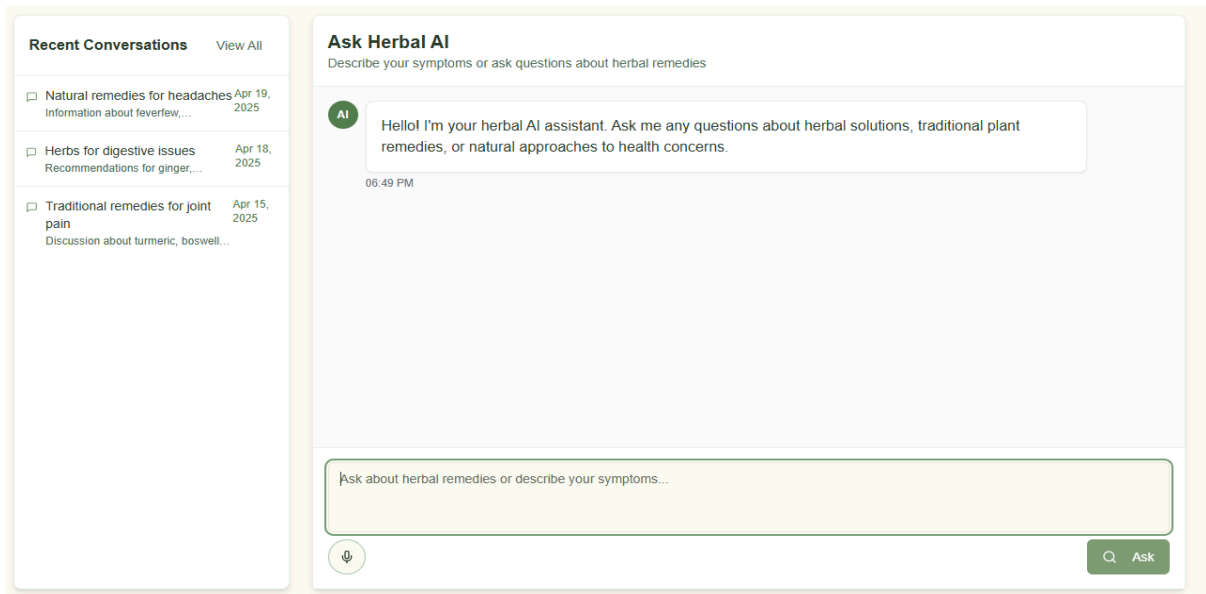 Recent Conversations
View All
Natural remedies for headaches
Apr 19,
2025
Information about feverfew,...
Herbs for digestive issues
Apr 18,
2025
Recommendations for ginger,...
Traditional remedies for joint
pain
Apr 15,
2025
Discussion about turmeric, boswell...
Ask Herbal AI
Describe your symptoms or ask questions about herbal remedies
AI
Hello! I'm your herbal AI assistant. Ask me any questions about herbal solutions, traditional plant
remedies, or natural approaches to health concerns.
06:49 PM
Ask about herbal remedies or describe your symptoms...
Ask